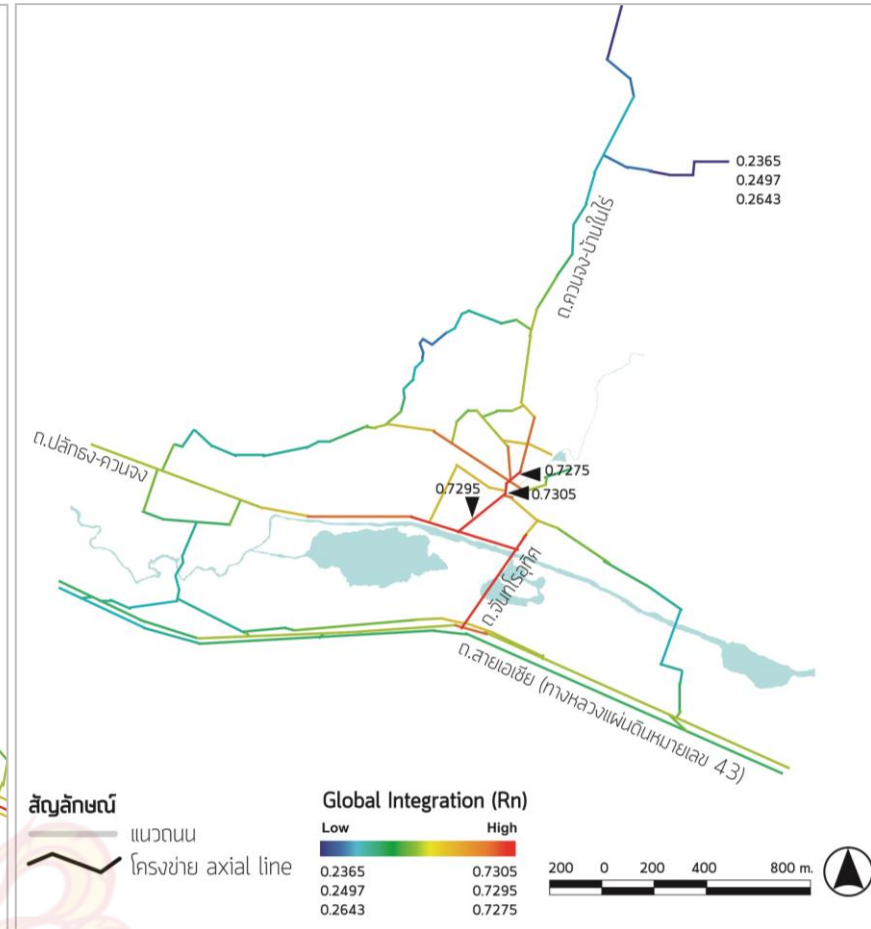 0.2365
0.2497
0.2643
ถ.ควนจง-บ้านในไร่
ถ.ปลักธง-ควนจง
0.7275
0.7295
0.7305
ถ.จันทโรอุทิศ
ถ.สายเอเชีย (ทางหลวงแผ่นดินหมายเลข 43)
สัญลักษณ์
แนวถนน
โครงข่าย axial line
Global Integration (Rn)
Low High
0.2365 0.7305
0.2497 0.7295
0.2643 0.7275
200 0 200 400 800 m.